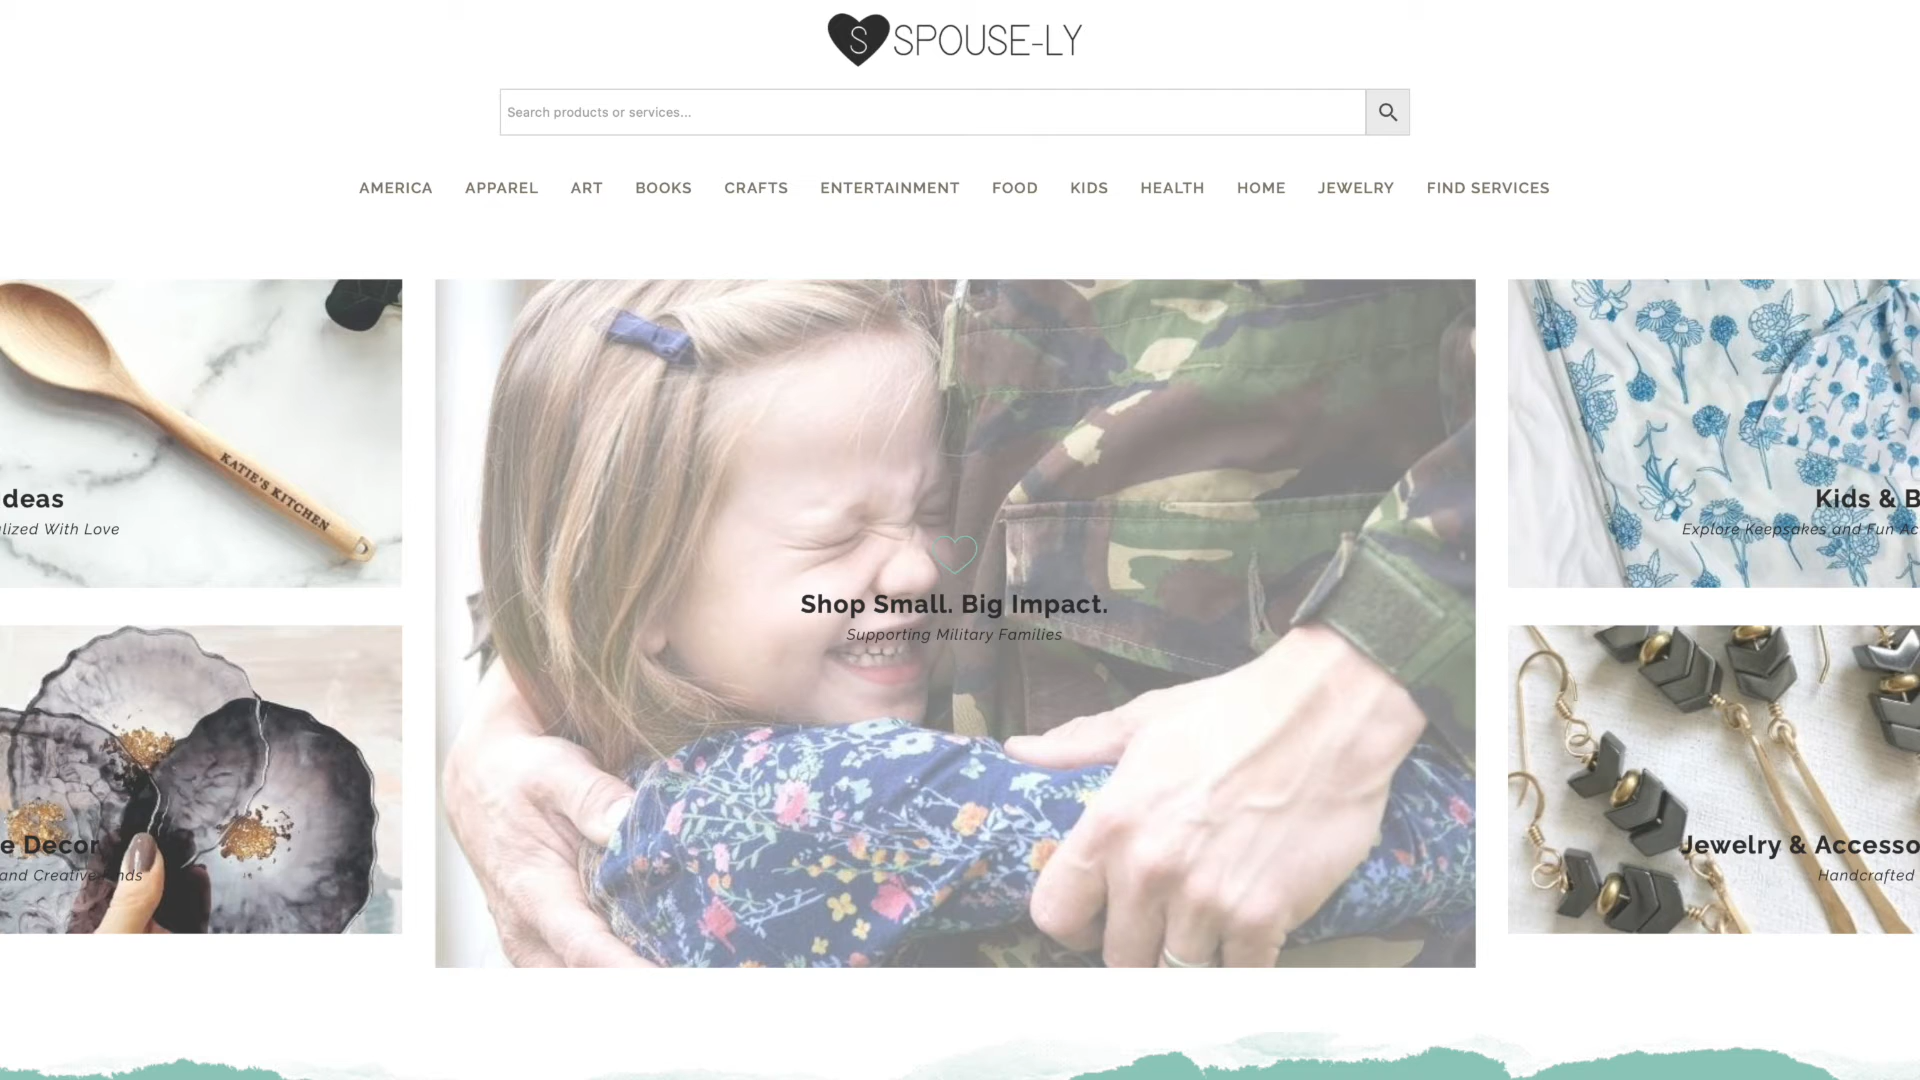 S SPOUSE-LY
Search products or services...
AMERICA APPAREL ART BOOKS CRAFTS ENTERTAINMENT FOOD KIDS HEALTH HOME JEWELRY FIND SERVICES
KATIE'S KITCHEN
deas
lized With Love
Shop Small. Big Impact.
Supporting Military Families
Kids & B
Explore Keepsakes and Fun Ac
e Decor
and Creative Finds
Jewelry & Accesso
Handcrafted